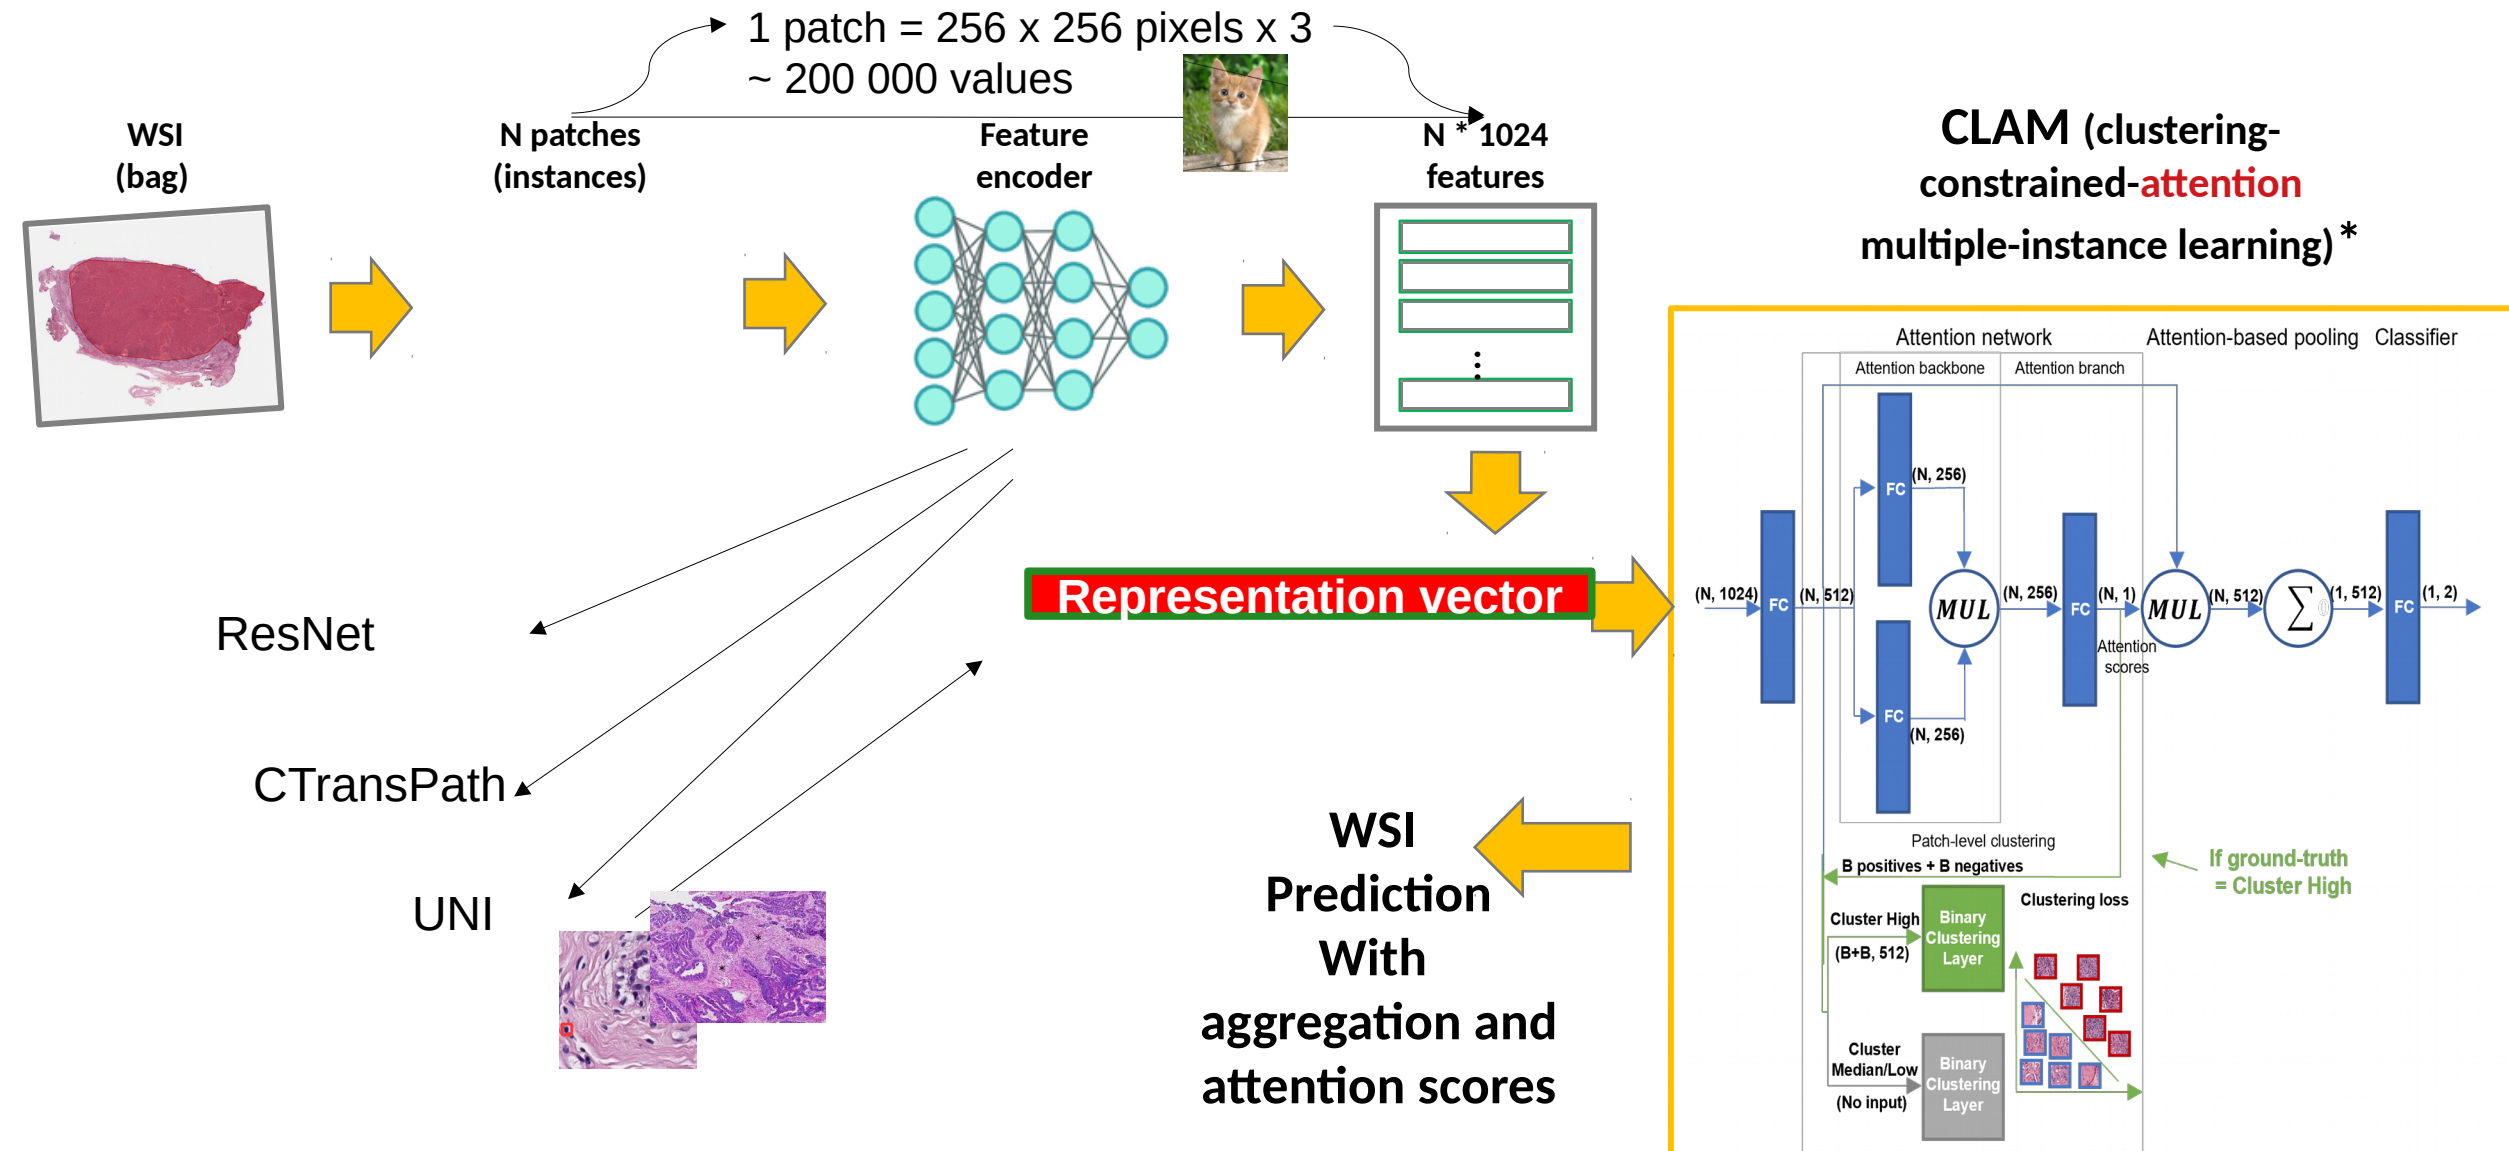 1 patch = 256 x 256 pixels x 3
~ 200 000 values
WSI
(bag)
N patches
(instances)
Feature
encoder
N * 1024
features
CLAM (clustering-
constrained-attention
multiple-instance learning)*
Representation vector
ResNet
CTransPath
UNI
WSI
Prediction
With
aggregation and
attention scores
Attention network
Attention-based pooling
Classifier
Attention backbone
Attention branch
(N, 1024)
FC
(N, 512)
FC
(N, 256)
FC
(N, 256)
MUL
(N, 256)
FC
(N, 1)
Attention
scores
MUL
(N, 512)
∑
(1, 512)
FC
(1, 2)
Patch-level clustering
B positives + B negatives
If ground-truth
= Cluster High
Cluster High
(B+B, 512)
Binary
Clustering
Layer
Clustering loss
Cluster
Median/Low
(No input)
Binary
Clustering
Layer